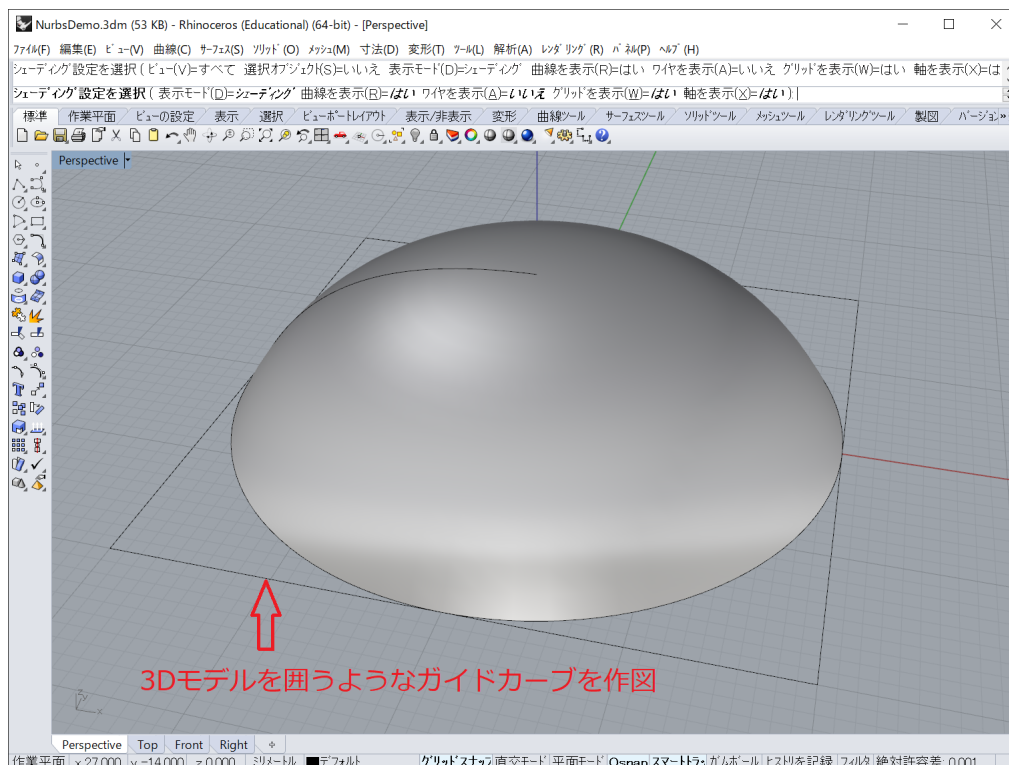 NurbsDemo.3dm (53 KB) - Rhinoceros (Educational) (64-bit) - [Perspective]
ファイル(F) 編集(E) ビュー(V) 曲線(C) サーフェス(S) ソリッド(O) メッシュ(M) 寸法(D) 変形(T) ツール(L) 解析(A) レンダリング(R) パネル(P) ヘルプ(H)
シェーディング設定を選択 ( ビュー(V)=すべて 選択オブジェクト(S)=いいえ 表示モード(D)=シェーディング 曲線を表示(R)=はい ワイヤを表示(A)=いいえ グリッドを表示(W)=はい 軸を表示(X)=は
シェーディング設定を選択 ( 表示モード(D)=シェーディング 曲線を表示(R)=はい ワイヤを表示(A)=いいえ グリッドを表示(W)=はい 軸を表示(X)=はい ):
標準 作業平面 ビューの設定 表示 選択 ビューポートレイアウト 表示/非表示 変形 曲線ツール サーフェスツール ソリッドツール メッシュツール レンダリングツール 製図 バージョン»
Perspective
3Dモデルを囲うようなガイドカーブを作図
z y x
Perspective Top Front Right
作業平面 x 27.000 y -14.000 z 0.000 ミリメートル デフォルト グリッドスナップ 直交モード 平面モード Osnap スマートトラ ガムボール ヒストリを記録 フィルタ 絶対許容差: 0.001